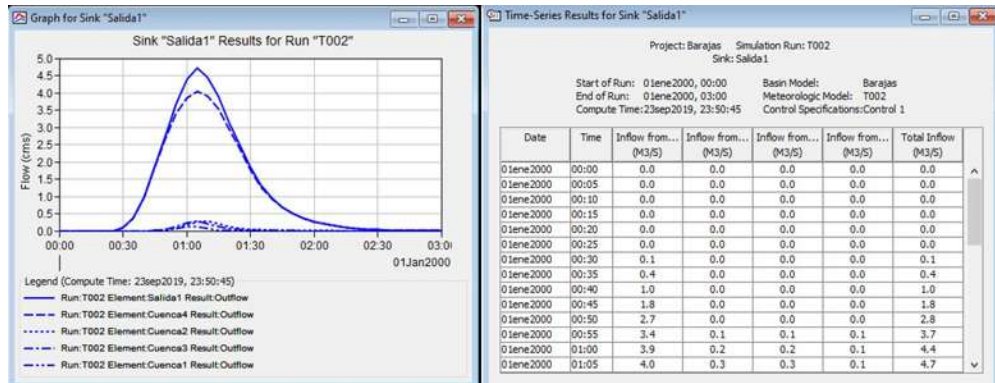 Graph for Sink "Salida1"
Sink "Salida1" Results for Run "T002"
5.0
4.5
4.0
3.5
3.0
2.5
2.0
1.5
1.0
0.5
0.0
Flow (cms)
00:00 00:30 01:00 01:30 02:00 02:30 03:0
01Jan2000
Legend (Compute Time: 23sep2019, 23:50:45)
Run:T002 Element:Salida1 Result:Outflow
Run:T002 Element:Cuenca4 Result:Outflow
Run:T002 Element:Cuenca2 Result:Outflow
Run:T002 Element:Cuenca3 Result:Outflow
Run:T002 Element:Cuenca1 Result:Outflow
Time-Series Results for Sink "Salida1"
Project: Barajas Simulation Run: T002
Sink: Salida1
Start of Run: 01ene2000, 00:00 Basin Model: Barajas
End of Run: 01ene2000, 03:00 Meteorologic Model: T002
Compute Time:23sep2019, 23:50:45 Control Specifications:Control 1
Date Time Inflow from... Inflow from... Inflow from... Inflow from... Total Inflow
(M3/S) (M3/S) (M3/S) (M3/S) (M3/S)
01ene2000 00:00 0.0 0.0 0.0 0.0 0.0
01ene2000 00:05 0.0 0.0 0.0 0.0 0.0
01ene2000 00:10 0.0 0.0 0.0 0.0 0.0
01ene2000 00:15 0.0 0.0 0.0 0.0 0.0
01ene2000 00:20 0.0 0.0 0.0 0.0 0.0
01ene2000 00:25 0.0 0.0 0.0 0.0 0.0
01ene2000 00:30 0.1 0.0 0.0 0.0 0.1
01ene2000 00:35 0.4 0.0 0.0 0.0 0.4
01ene2000 00:40 1.0 0.0 0.0 0.0 1.0
01ene2000 00:45 1.8 0.0 0.0 0.0 1.8
01ene2000 00:50 2.7 0.0 0.0 0.0 2.8
01ene2000 00:55 3.4 0.1 0.1 0.1 3.7
01ene2000 01:00 3.9 0.2 0.2 0.1 4.4
01ene2000 01:05 4.0 0.3 0.3 0.1 4.7